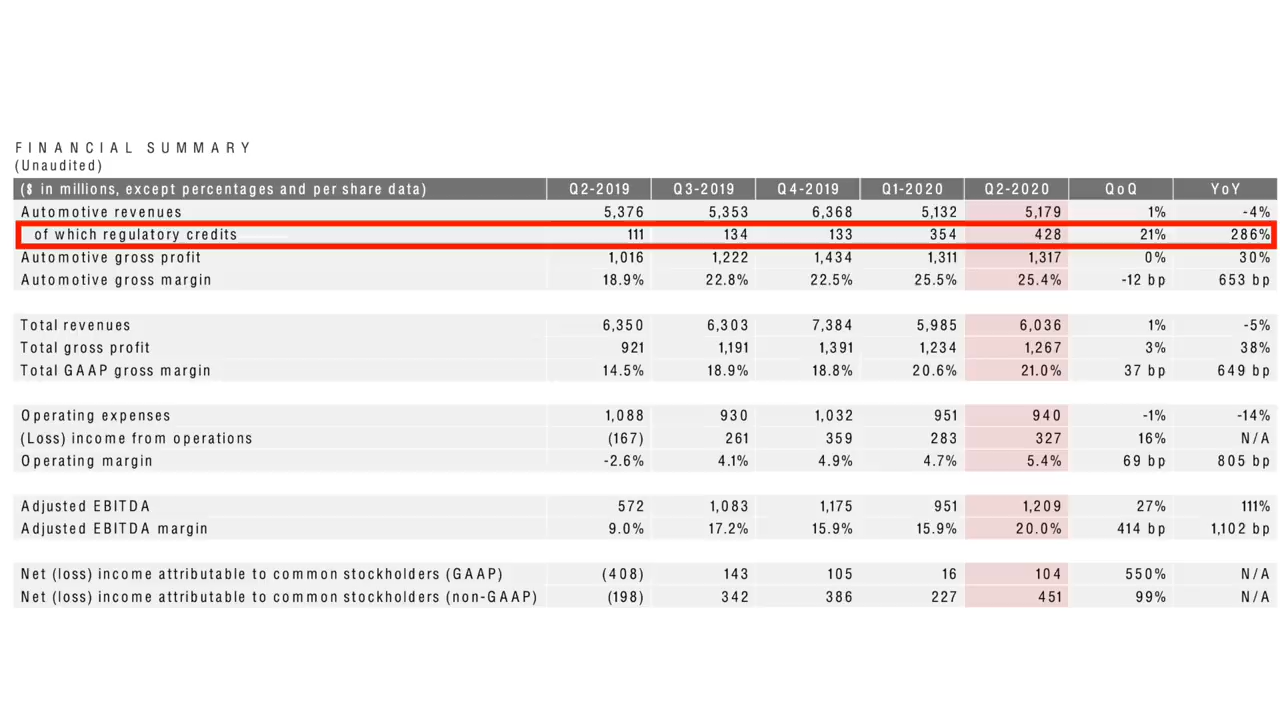 FINANCIAL SUMMARY
(Unaudited)
($ in millions, except percentages and per share data) Q2-2019 Q3-2019 Q4-2019 Q1-2020 Q2-2020 QoQ YoY
Automotive revenues 5,376 5,353 6,368 5,132 5,179 1% -4%
of which regulatory credits 111 134 133 354 428 21% 286%
Automotive gross profit 1,016 1,222 1,434 1,311 1,317 0% 30%
Automotive gross margin 18.9% 22.8% 22.5% 25.5% 25.4% -12 bp 653 bp
Total revenues 6,350 6,303 7,384 5,985 6,036 1% -5%
Total gross profit 921 1,191 1,391 1,234 1,267 3% 38%
Total GAAP gross margin 14.5% 18.9% 18.8% 20.6% 21.0% 37 bp 649 bp
Operating expenses 1,088 930 1,032 951 940 -1% -14%
(Loss) income from operations (167) 261 359 283 327 16% N/A
Operating margin -2.6% 4.1% 4.9% 4.7% 5.4% 69 bp 805 bp
Adjusted EBITDA 572 1,083 1,175 951 1,209 27% 111%
Adjusted EBITDA margin 9.0% 17.2% 15.9% 15.9% 20.0% 414 bp 1,102 bp
Net (loss) income attributable to common stockholders (GAAP) (408) 143 105 16 104 550% N/A
Net (loss) income attributable to common stockholders (non-GAAP) (198) 342 386 227 451 99% N/A